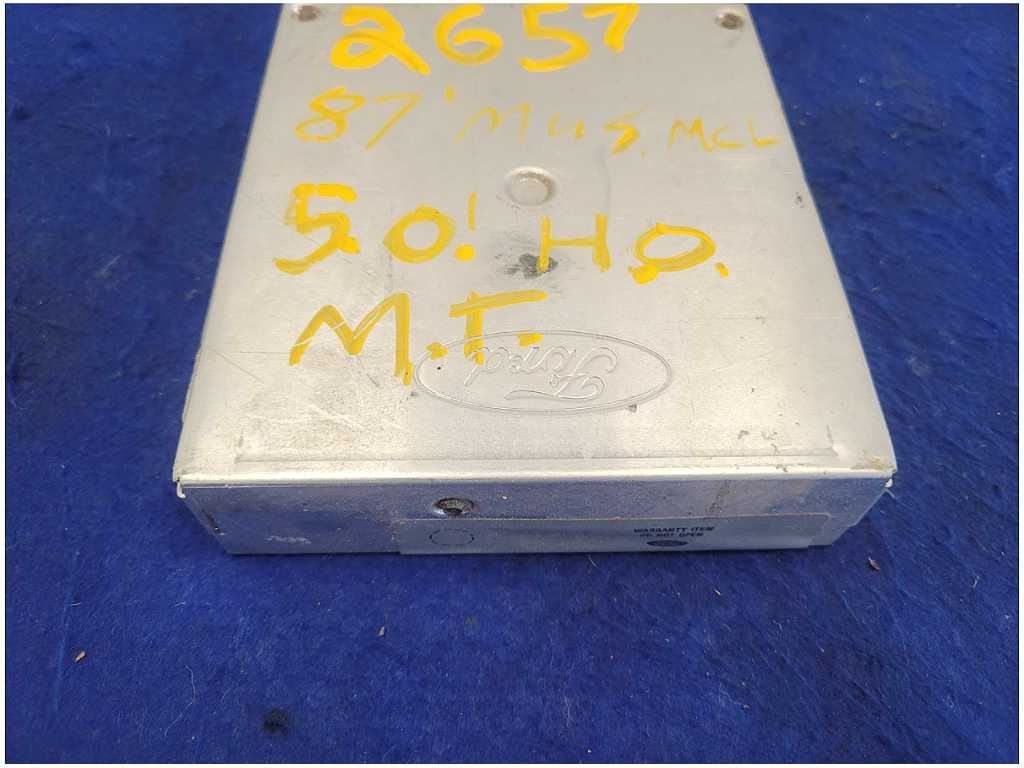 2657
87' Mus. MCL
5.0! H.O.
M.T.
Ford
WARRANTY ITEM
DO NOT OPEN